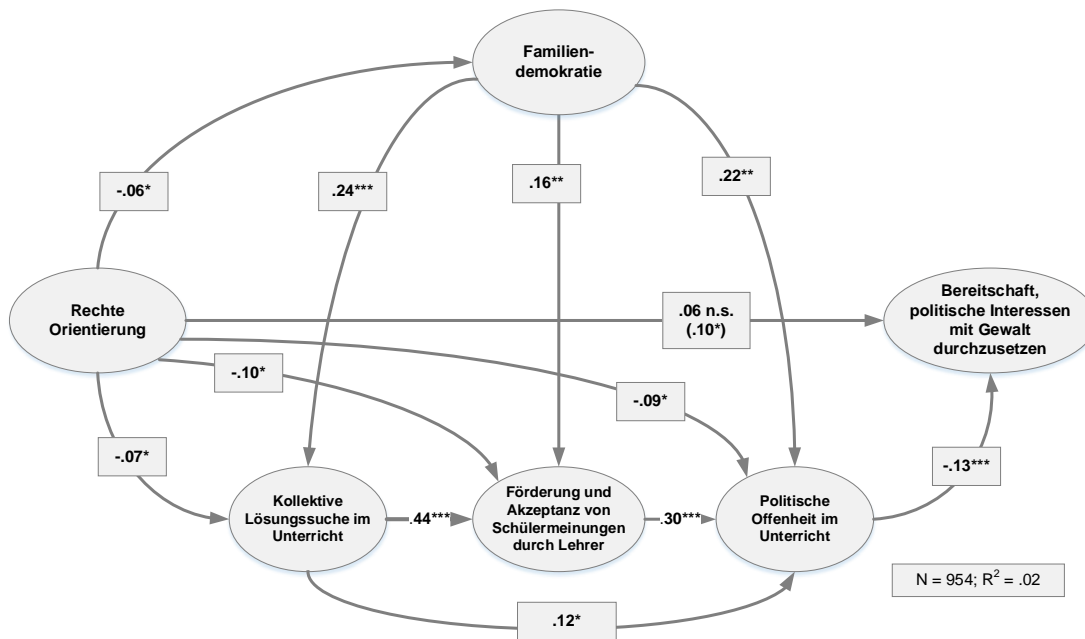 Familien-
demokratie
-.06*
.24***
.16**
.22**
Rechte
Orientierung
.06 n.s.
(.10*)
Bereitschaft,
politische Interessen
mit Gewalt
durchzusetzen
-.10*
-.09*
-.07*
-.13***
Kollektive
Lösungssuche im
Unterricht
.44***
Förderung und
Akzeptanz von
Schülermeinungen
durch Lehrer
.30***
Politische
Offenheit im
Unterricht
N = 954; R² = .02
.12*